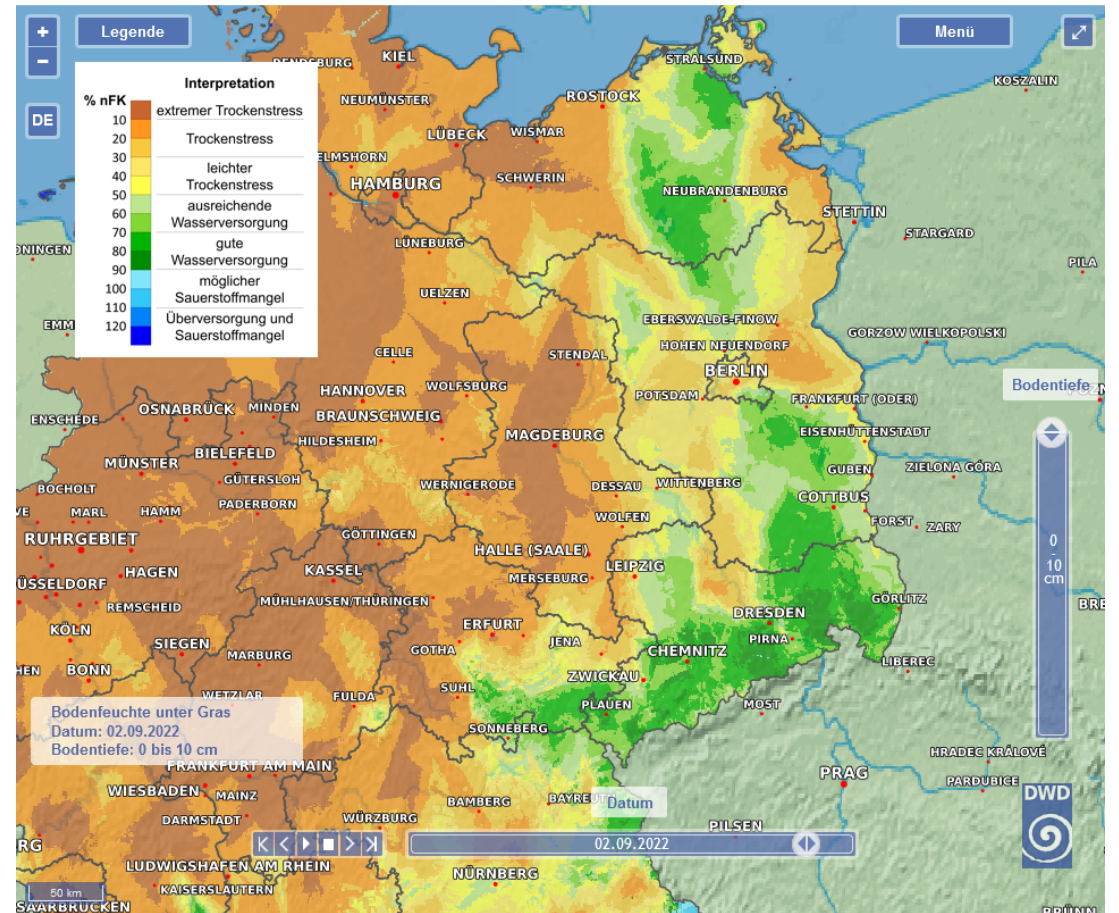 +
−
Legende
Menü
DE
Interpretation
% nFK
extremer Trockenstress
10
Trockenstress
20
30
leichter
Trockenstress
40
50
ausreichende
Wasserversorgung
60
70
gute
Wasserversorgung
80
90
möglicher
Sauerstoffmangel
100
110
Überversorgung und
Sauerstoffmangel
120
KIEL
STRALSUND
KOSZALIN
NEUMÜNSTER
ROSTOCK
LÜBECK
WISMAR
ELMSHORN
SCHWERIN
HAMBURG
NEUBRANDENBURG
STETTIN
STARGARD
LÜNEBURG
PILA
UELZEN
EMM
EBERSWALDE-FINOW
GORZOW WIELKOPOLSKI
HOHEN NEUENDORF
CELLE
STENDAL
BERLIN
Bodentiefe
HANNOVER
WOLFSBURG
POTSDAM
FRANKFURT (ODER)
OSNABRÜCK
MINDEN
BRAUNSCHWEIG
ENSCHEDE
HILDESHEIM
MAGDEBURG
EISENHÜTTENSTADT
BIELEFELD
MÜNSTER
GÜTERSLOH
GUBEN
ZIELONA GÓRA
BOCHOLT
WERNIGERODE
DESSAU
WITTENBERG
COTTBUS
PADERBORN
MARL
HAMM
WOLFEN
FORST
ZARY
RUHRGEBIET
GÖTTINGEN
HALLE (SAALE)
0
-
10
cm
KASSEL
LEIPZIG
HAGEN
MERSEBURG
ÜSSELDORF
REMSCHEID
MÜHLHAUSEN/THÜRINGEN
GÖRLITZ
BRE
DRESDEN
KÖLN
ERFURT
PIRNA
SIEGEN
GOTHA
JENA
CHEMNITZ
MARBURG
LIBEREC
HEN
BONN
ZWICKAU
WETZLAR
FULDA
SUHL
PLAUEN
MOST
Bodenfeuchte unter Gras
Datum: 02.09.2022
Bodentiefe: 0 bis 10 cm
SONNEBERG
HRADEC KRÁLOVÉ
FRANKFURT AM MAIN
PRAG
PARDUBICE
WIESBADEN
MAINZ
BAMBERG
BAYREUT
Datum
DWD
DARMSTADT
WÜRZBURG
PILSEN
RG
02.09.2022
LUDWIGSHAFEN AM RHEIN
NÜRNBERG
KAISERSLAUTERN
50 km
SAARBRÜCKEN
BRÜNN